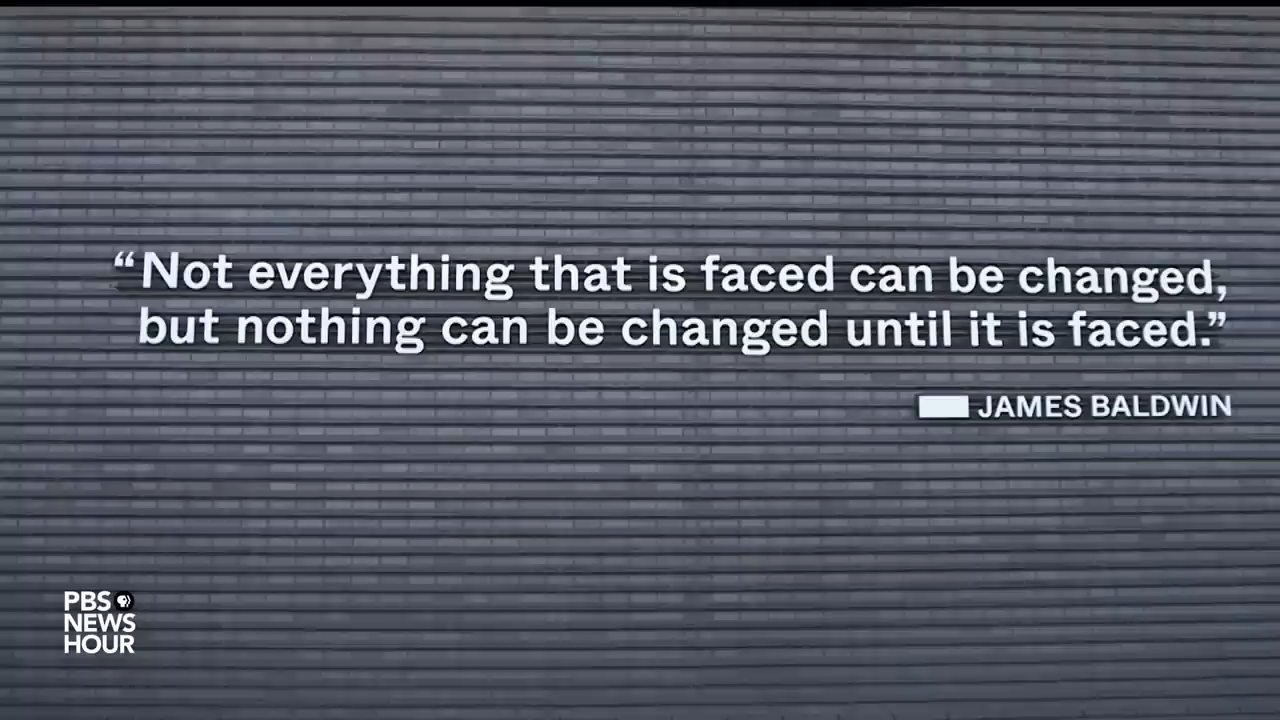 “Not everything that is faced can be changed,
but nothing can be changed until it is faced.”
JAMES BALDWIN
PBS
NEWS
HOUR